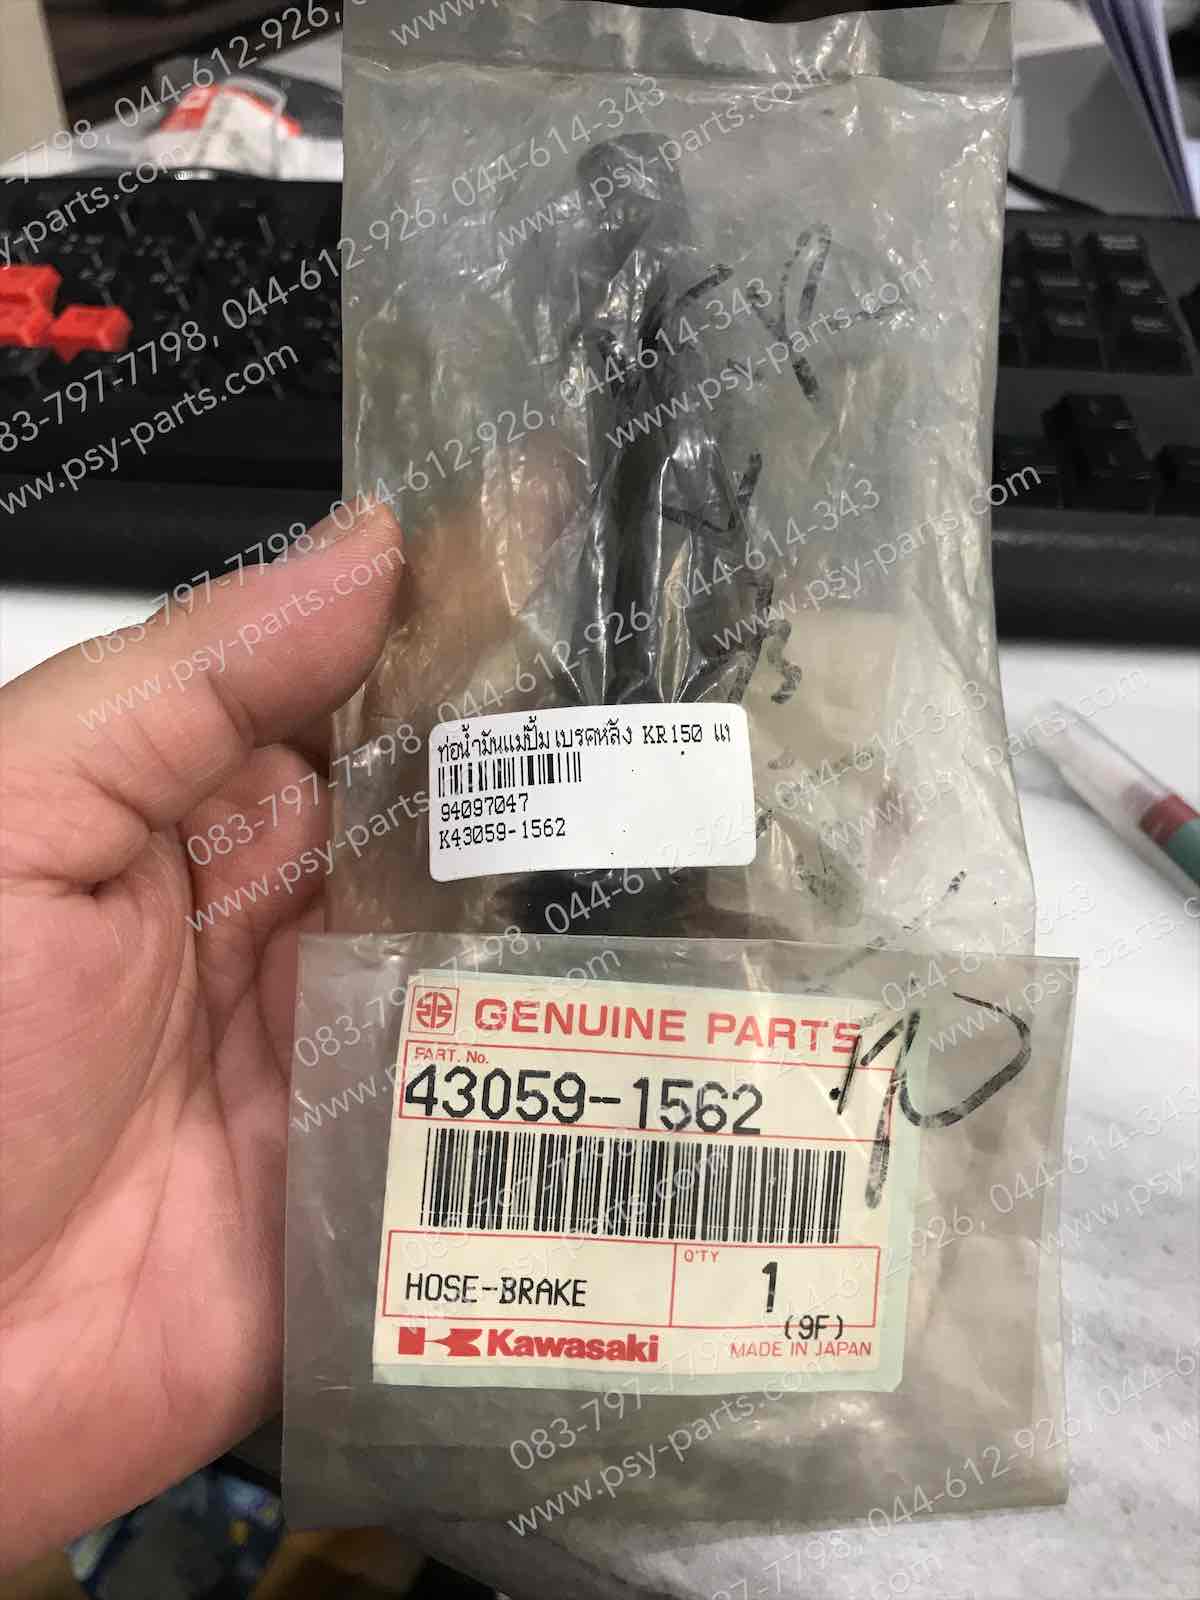 ท่อน้ำมันแม่ปั้มเบรคหลัง KR150 แท
94097047
K43059-1562
GENUINE PARTS
PART. No.
43059-1562
HOSE-BRAKE
Q'TY
1
(9F)
Kawasaki
MADE IN JAPAN
083-797-7798, 044-612-926, 044-614-343
www.psy-parts.com